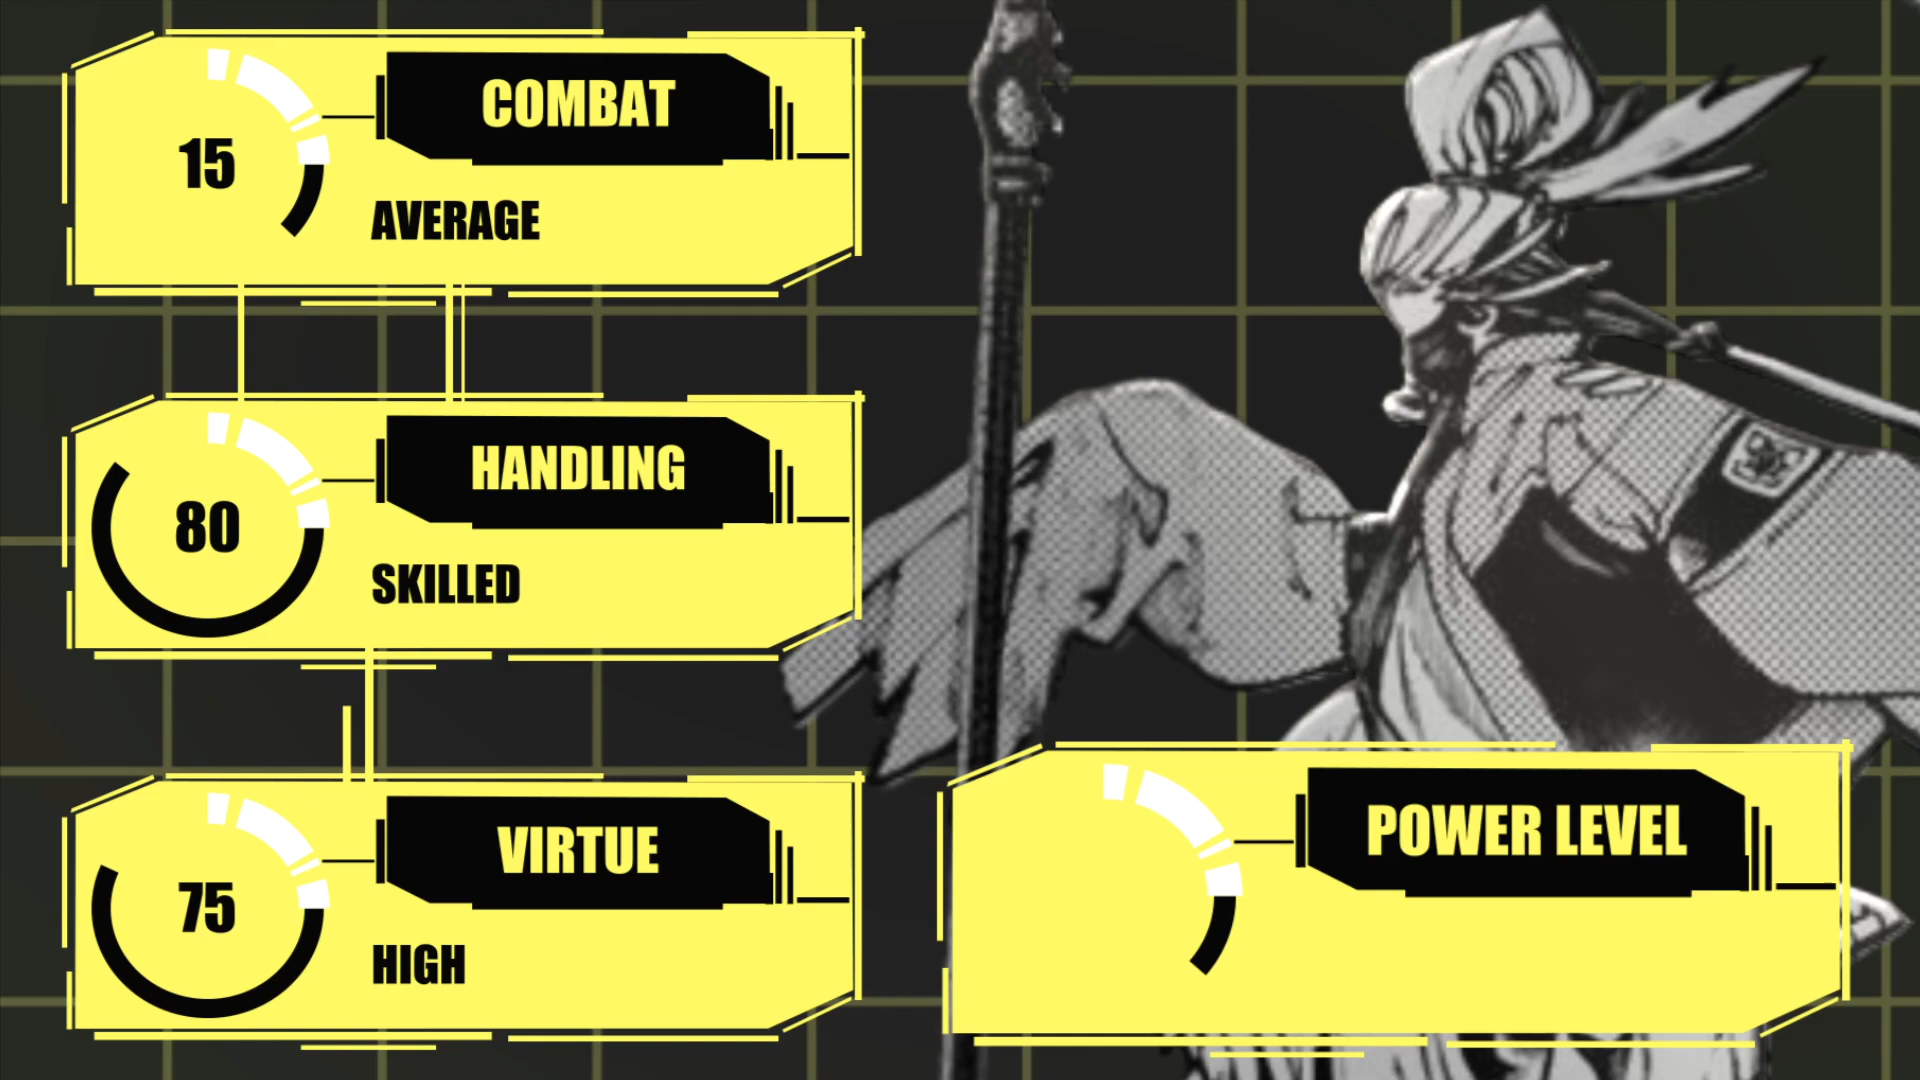 COMBAT
15
AVERAGE
HANDLING
80
SKILLED
VIRTUE
75
HIGH
POWER LEVEL